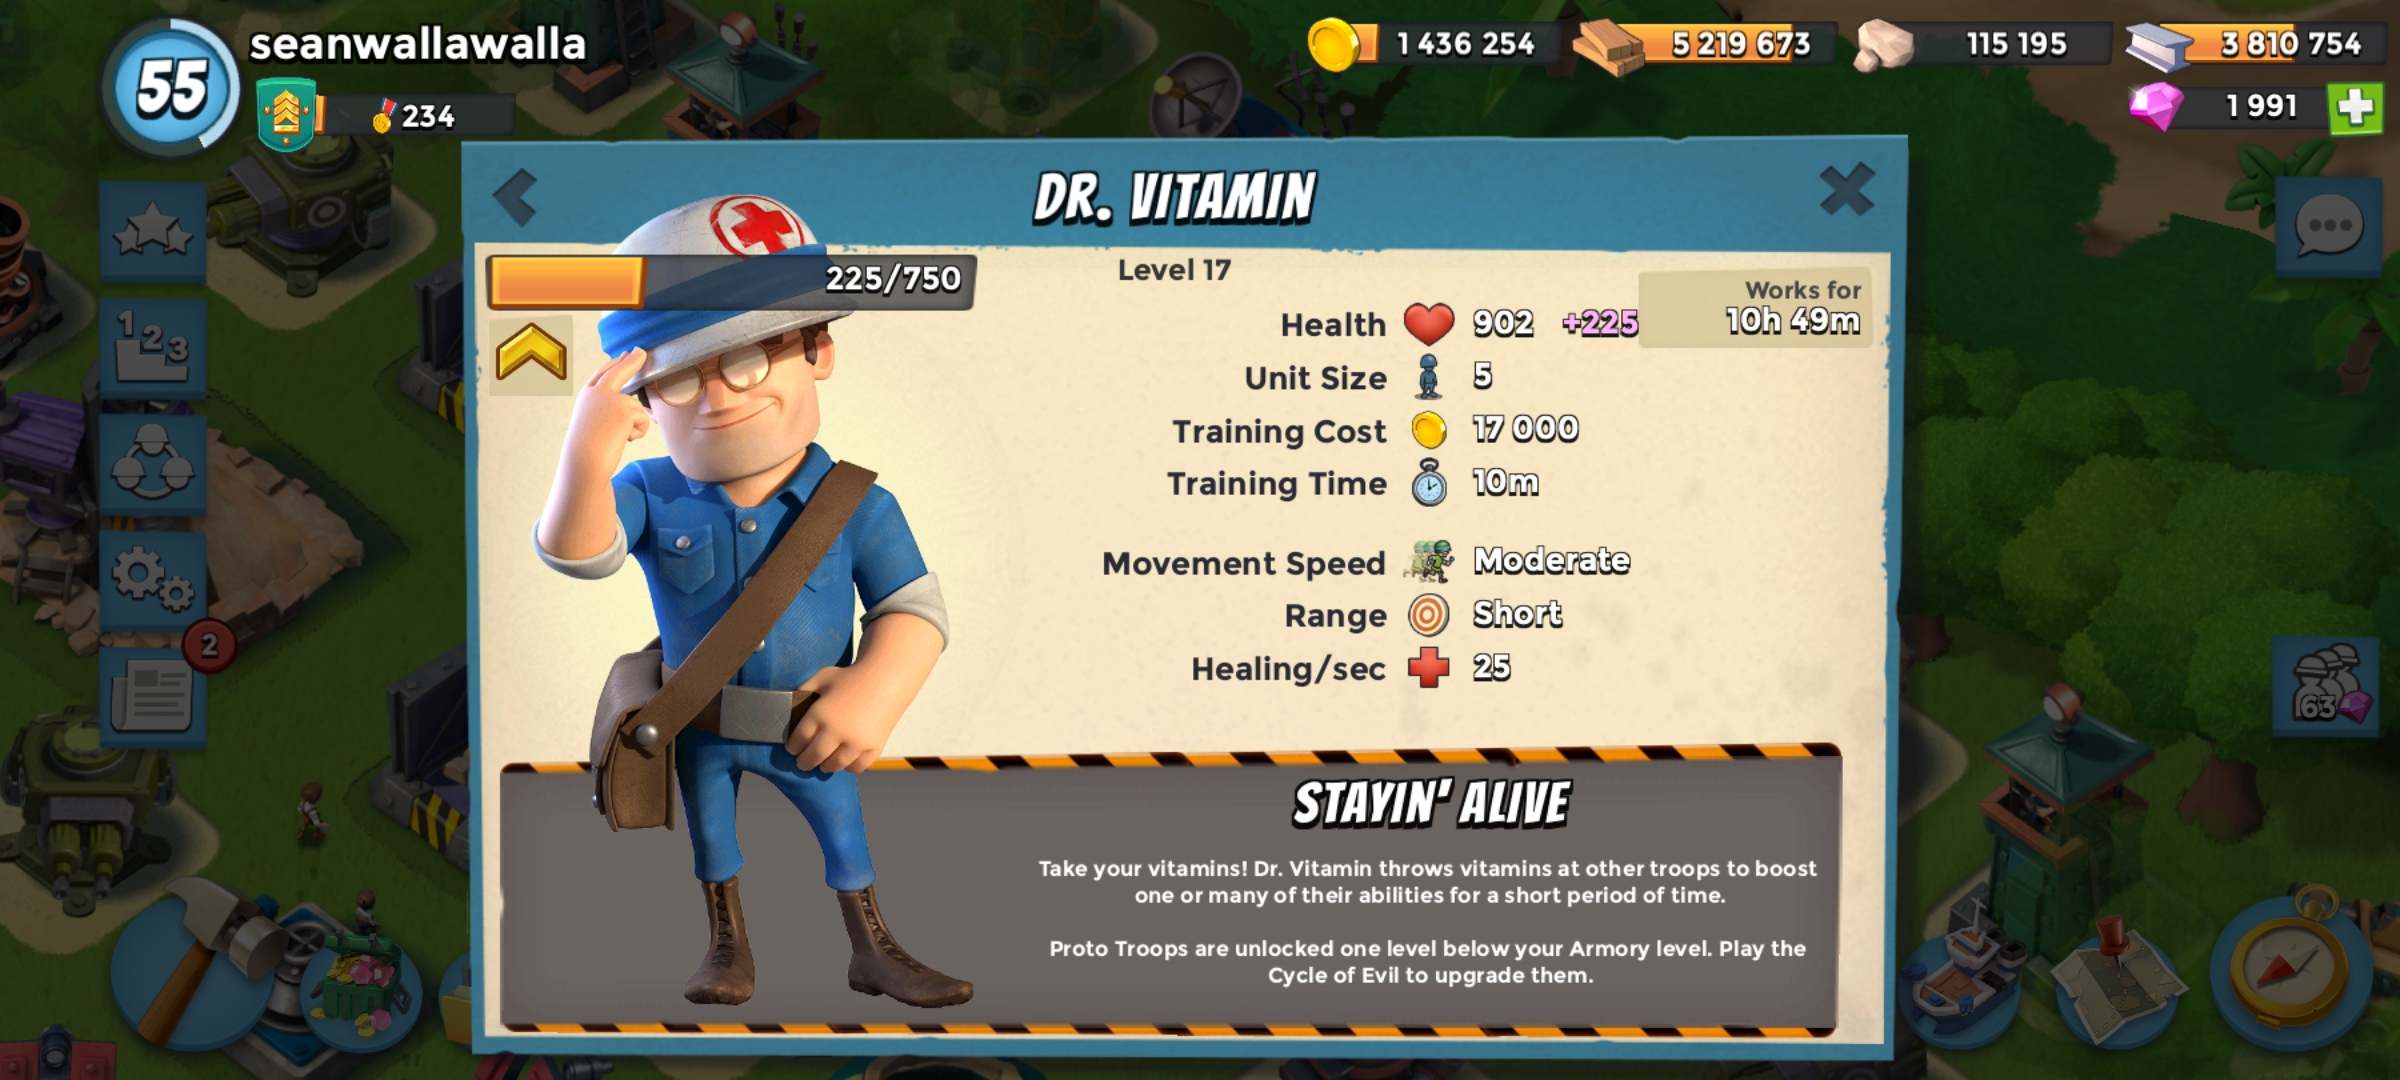 55
seanwallawalla
234
1 436 254
5 219 673
115 195
3 810 754
1 991
DR. VITAMIN
225/750
Level 17
Works for
10h 49m
Health 902 +225
Unit Size 5
Training Cost 17 000
Training Time 10m
Movement Speed Moderate
Range Short
Healing/sec 25
1 2 3
2
63
STAYIN' ALIVE
Take your vitamins! Dr. Vitamin throws vitamins at other troops to boost
one or many of their abilities for a short period of time.
Proto Troops are unlocked one level below your Armory level. Play the
Cycle of Evil to upgrade them.